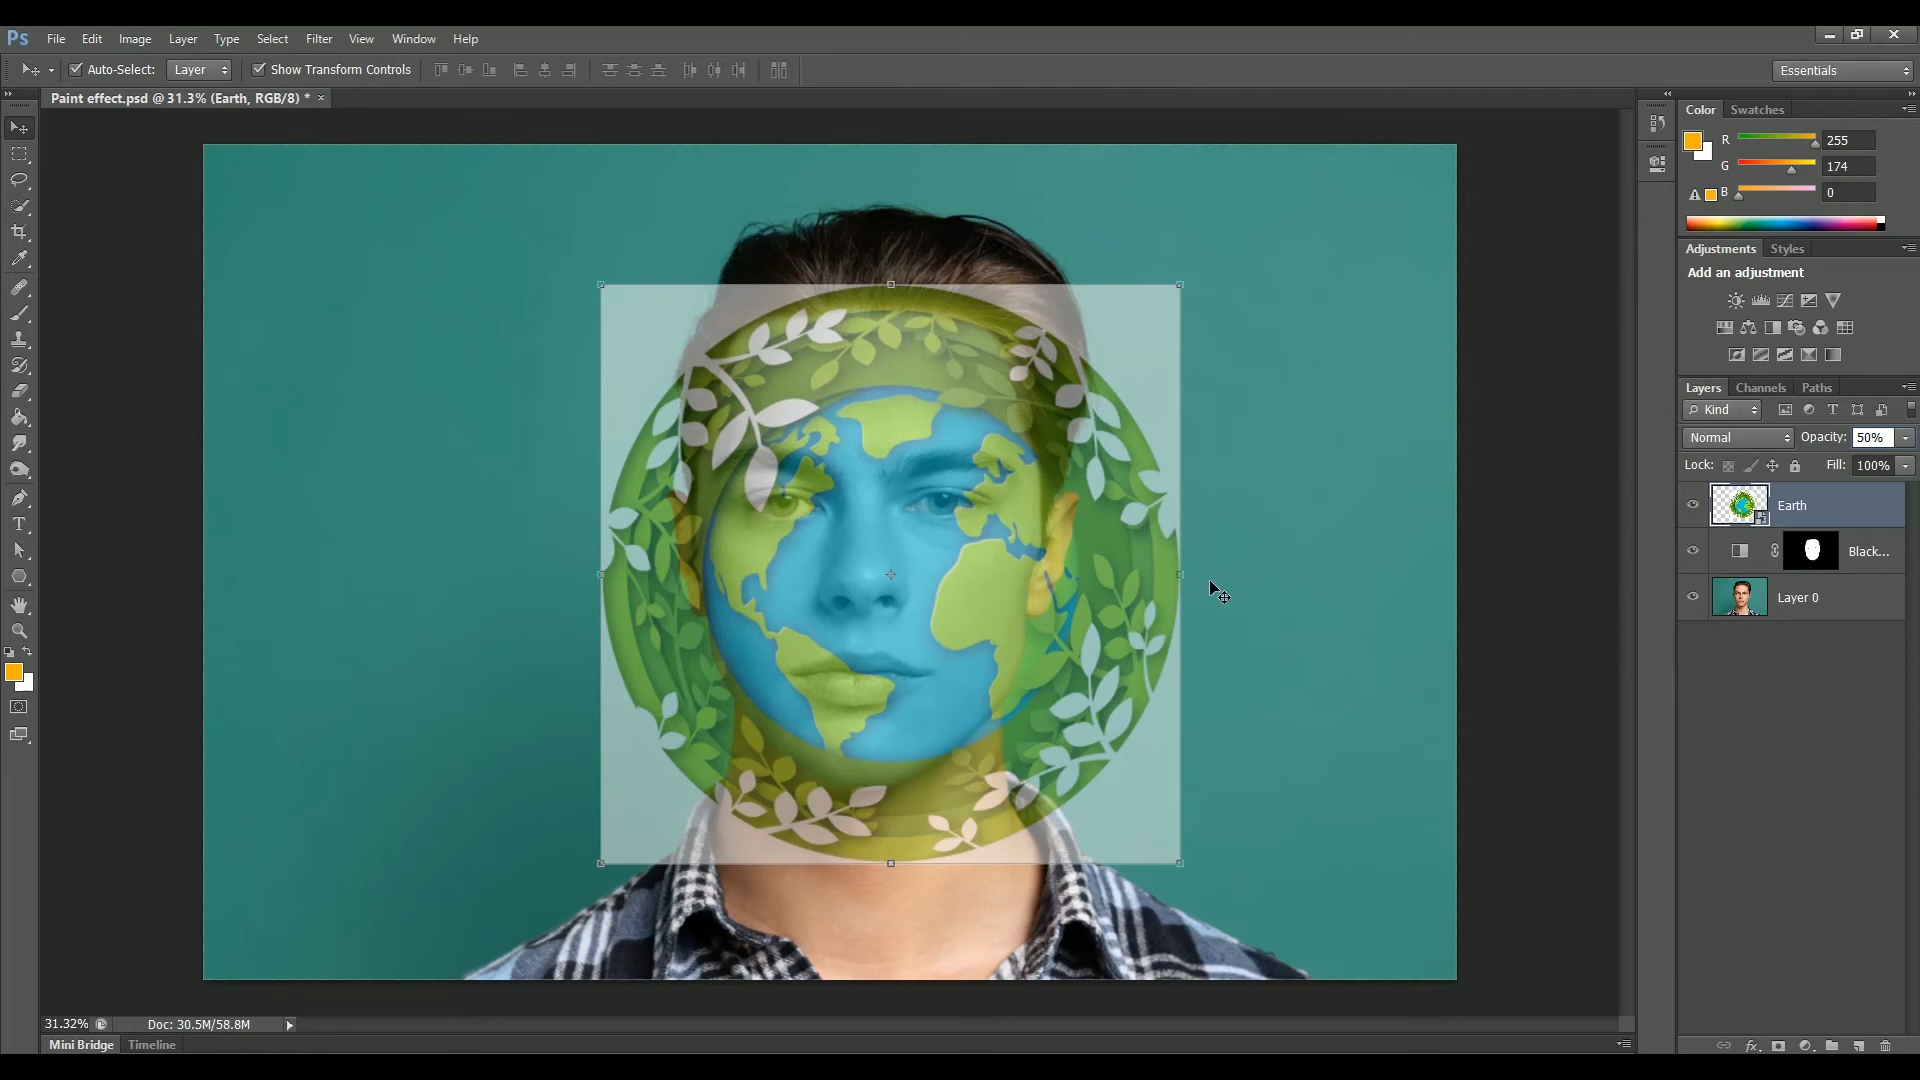 Ps File Edit Image Layer Type Select Filter View Window Help
Auto-Select: Layer Show Transform Controls
Essentials
Paint effect.psd @ 31.3% (Earth, RGB/8) * ×
Color Swatches
R 255
G 174
B 0
Adjustments Styles
Add an adjustment
Layers Channels Paths
Kind
Normal Opacity: 50%
Lock: Fill: 100%
Earth
Black...
Layer 0
31.32% Doc: 30.5M/58.8M
Mini Bridge Timeline